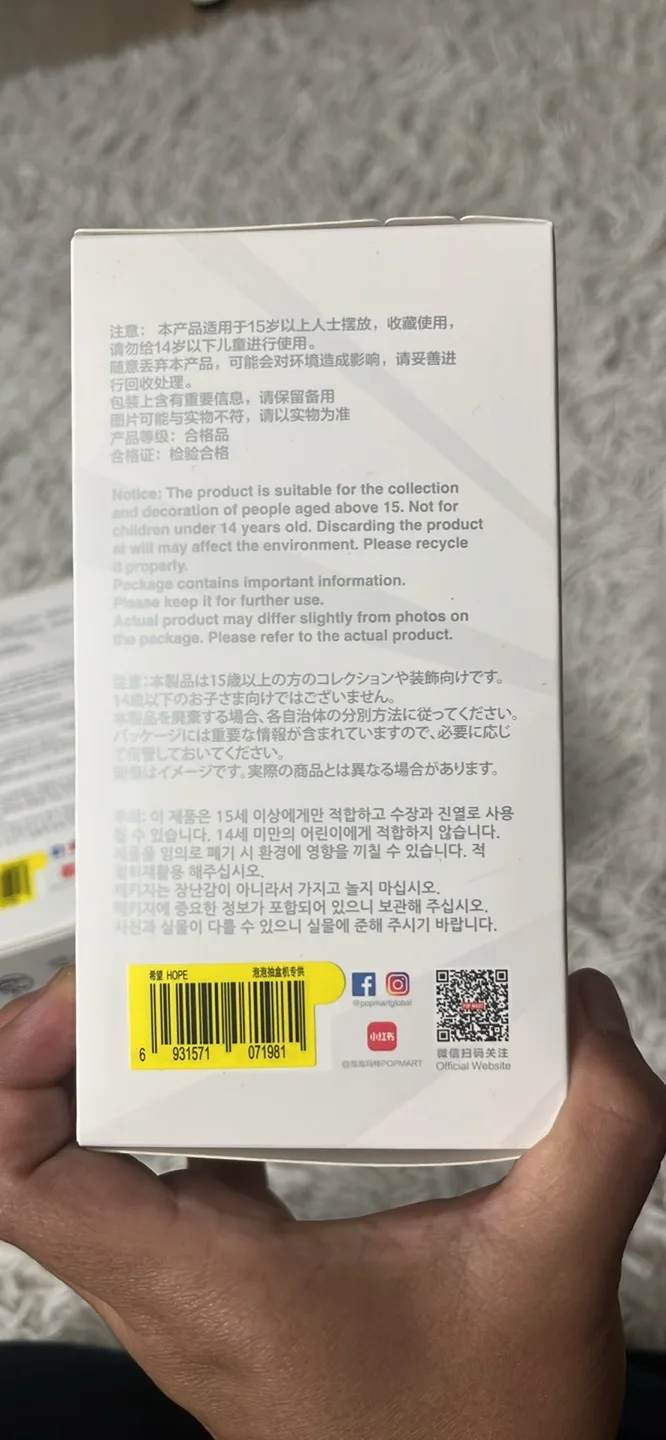 注意： 本产品适用于15岁以上人士摆放，收藏使用，
请勿给14岁以下儿童进行使用。
随意丢弃本产品，可能会对环境造成影响，请妥善进
行回收处理。
包装上含有重要信息，请保留备用
图片可能与实物不符，请以实物为准
产品等级：合格品
合格证：检验合格
Notice: The product is suitable for the collection
and decoration of people aged above 15. Not for
children under 14 years old. Discarding the product
at will may affect the environment. Please recycle
it properly.
Package contains important information.
Please keep it for further use.
Actual product may differ slightly from photos on
the package. Please refer to the actual product.
注意：本製品は15歳以上の方のコレクションや装飾向けです。
14歳以下のお子さま向けではございません。
本製品を廃棄する場合、各自治体の分別方法に従ってください。
パッケージには重要な情報が含まれていますので、必要に応じ
て保管しておいてください。
画像はイメージです。実際の商品とは異なる場合があります。
주의: 이 제품은 15세 이상에게만 적합하고 수장과 진열로 사용
될 수 있습니다. 14세 미만의 어린이에게 적합하지 않습니다.
제품을 임의로 폐기 시 환경에 영향을 끼칠 수 있습니다. 적
절히재활용 해주십시오.
패키지는 장난감이 아니라서 가지고 놀지 마십시오.
패키지에 중요한 정보가 포함되어 있으니 보관해 주십시오.
사진과 실물이 다를 수 있으니 실물에 준해 주시기 바랍니다.
希望 HOPE 泡泡抽盒机专供
6 931571 071981
@popmartglobal
小红书
@泡泡玛特POPMART
POP MART
微信扫码关注
Official Website